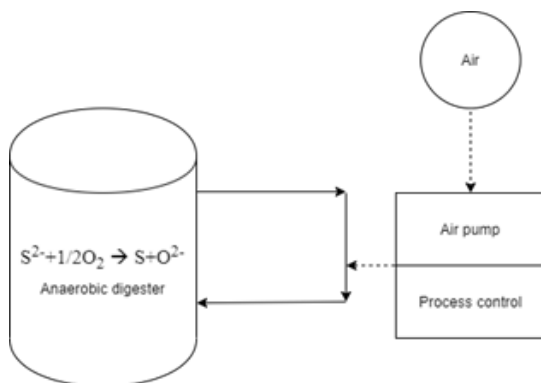 Air
Air pump
S²⁻+1/2O₂ → S+O²⁻
Anaerobic digester
Process control